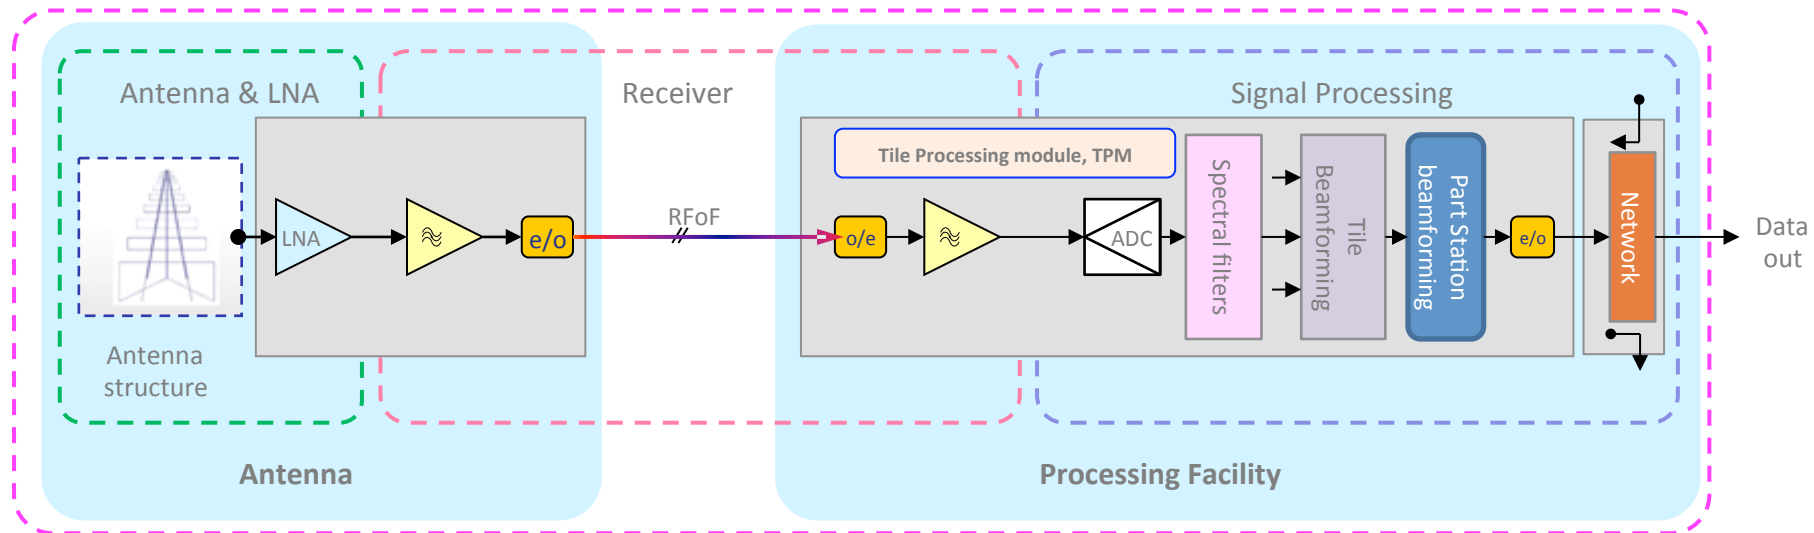 Antenna & LNA
Receiver
Signal Processing
Tile Processing module, TPM
LNA
e/o
RFoF
o/e
ADC
Spectral filters
Tile
Beamforming
Part Station
beamforming
e/o
Network
Data
out
Antenna
structure
Antenna
Processing Facility